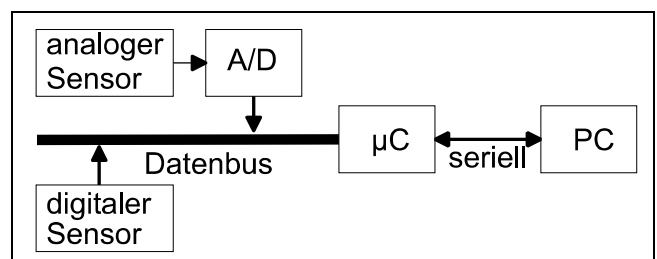 analoger
Sensor
A/D
Datenbus
µC
seriell
PC
digitaler
Sensor